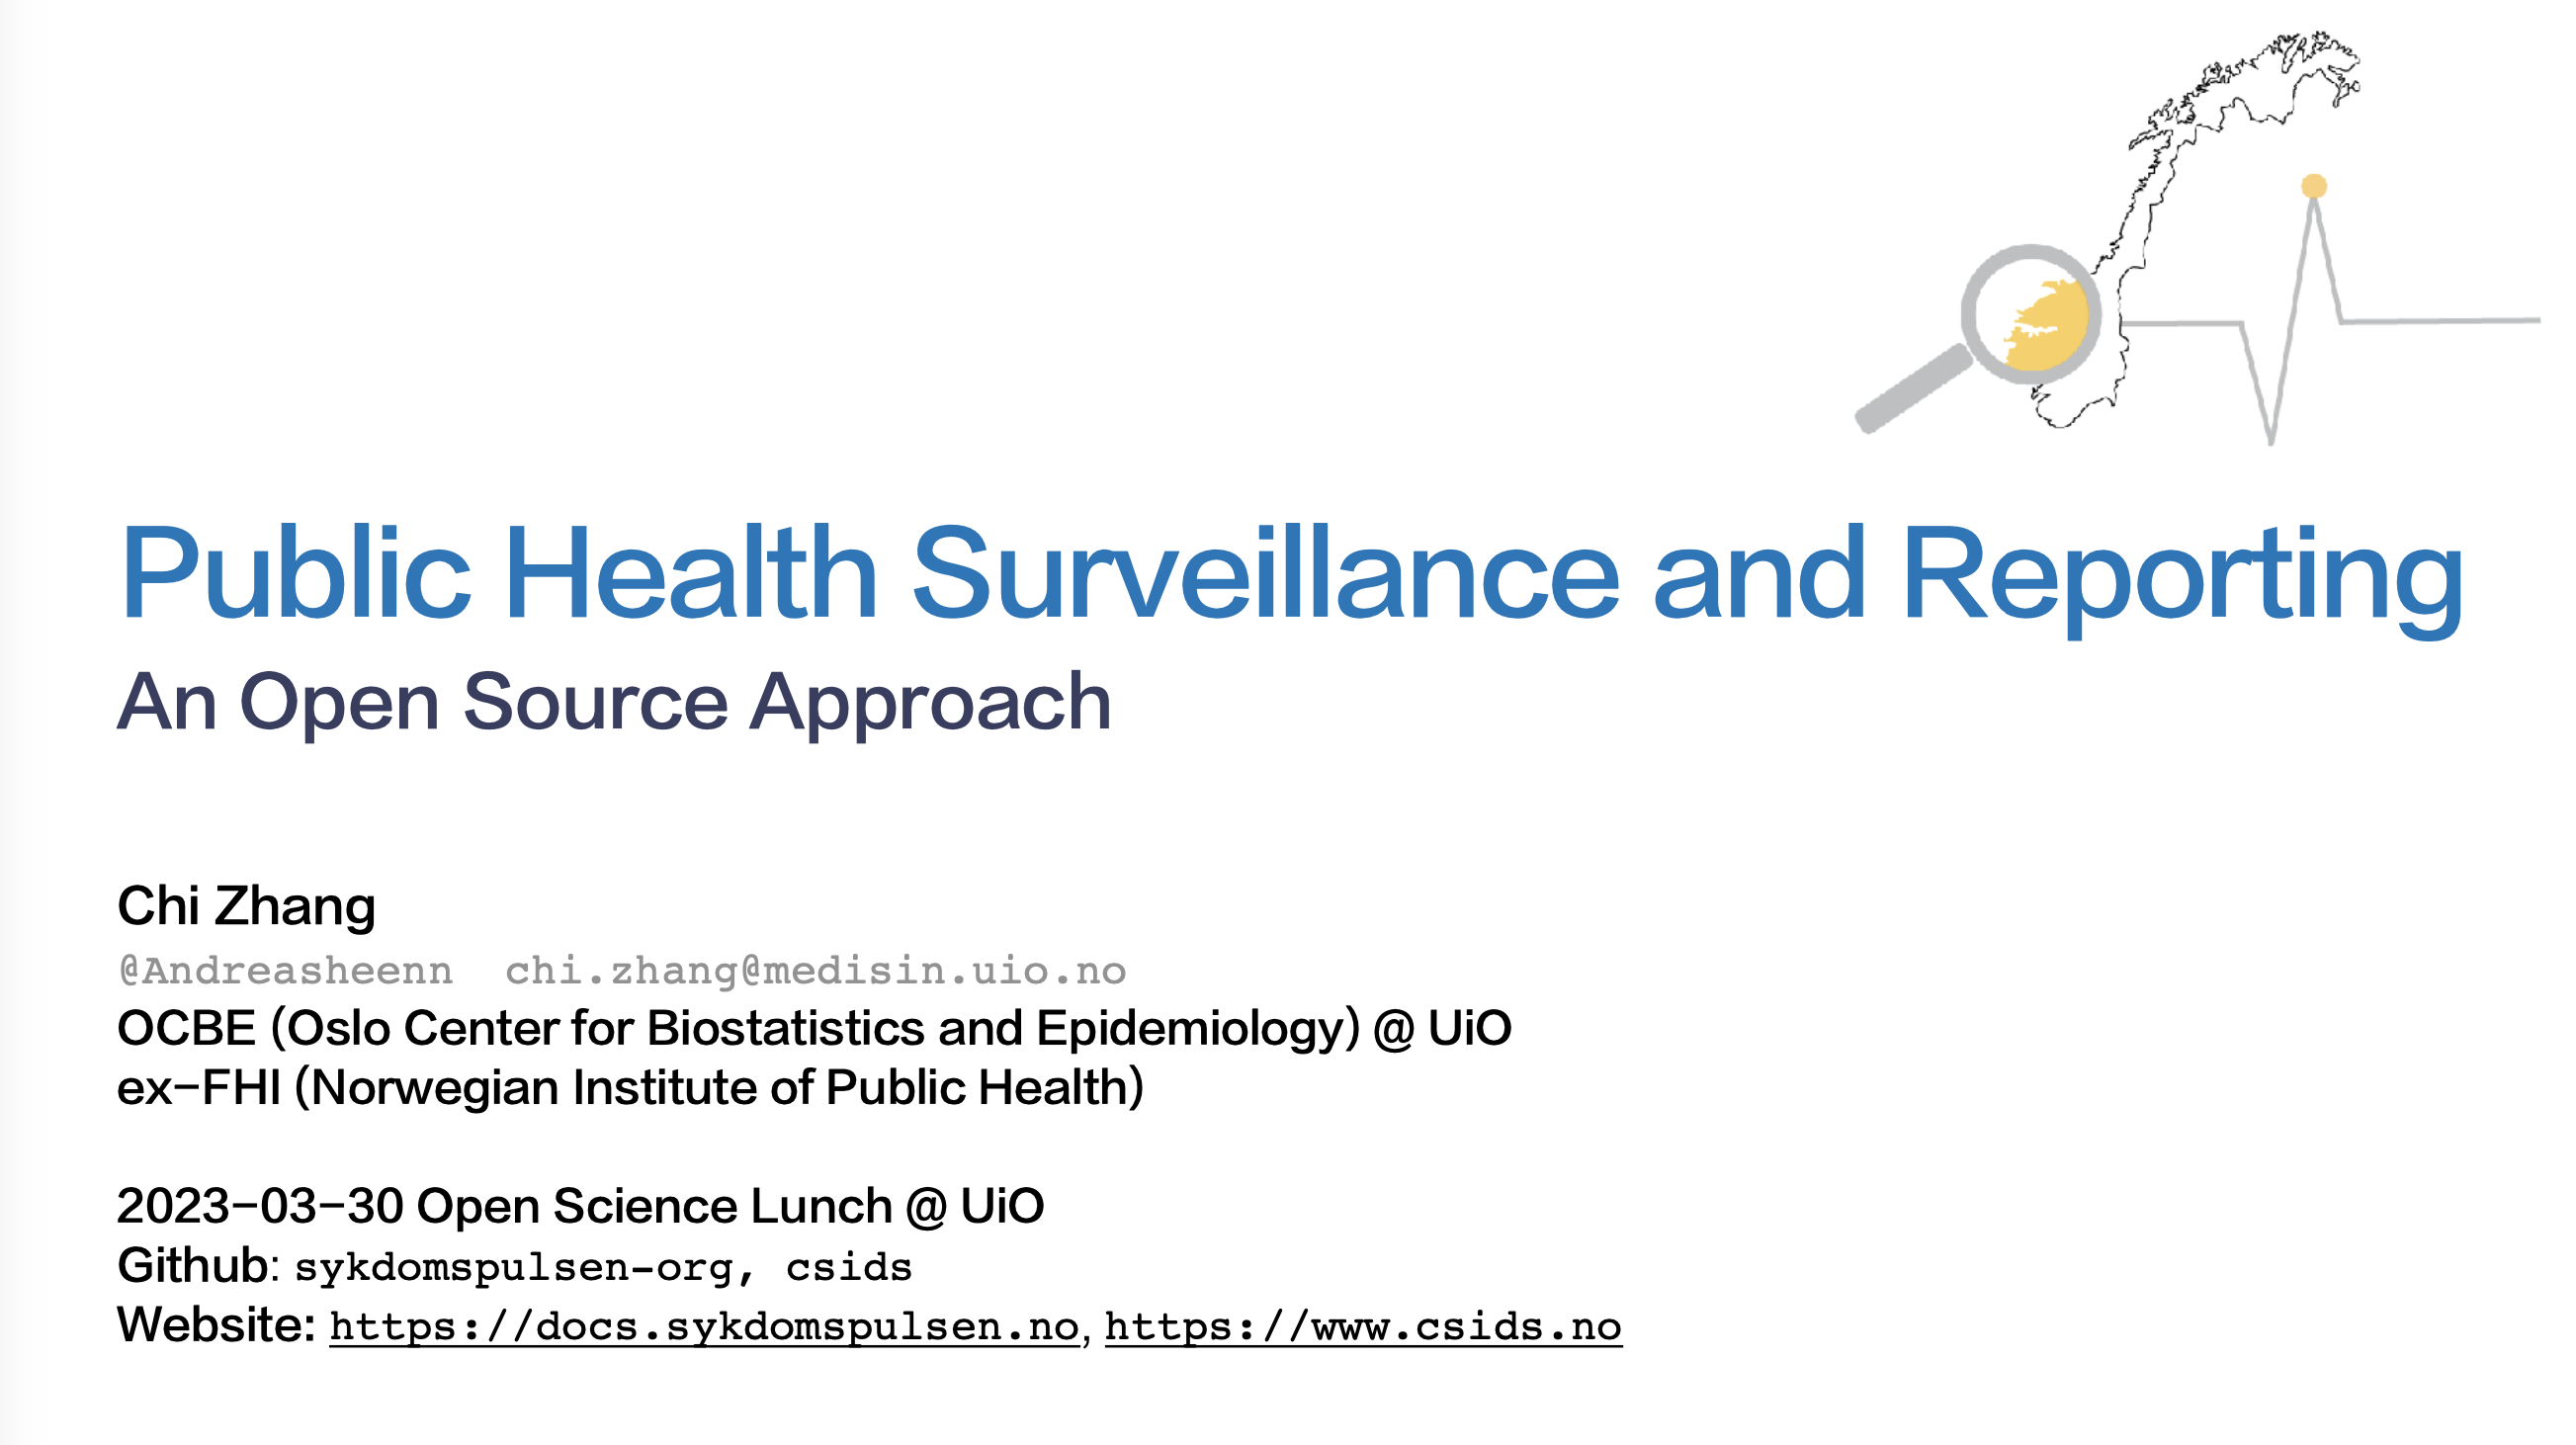 Public Health Surveillance and Reporting
An Open Source Approach
Chi Zhang
@Andreasheenn chi.zhang@medisin.uio.no
OCBE (Oslo Center for Biostatistics and Epidemiology) @ UiO
ex-FHI (Norwegian Institute of Public Health)
2023-03-30 Open Science Lunch @ UiO
Github: sykdomspulsen-org, csids
Website: https://docs.sykdomspulsen.no, https://www.csids.no